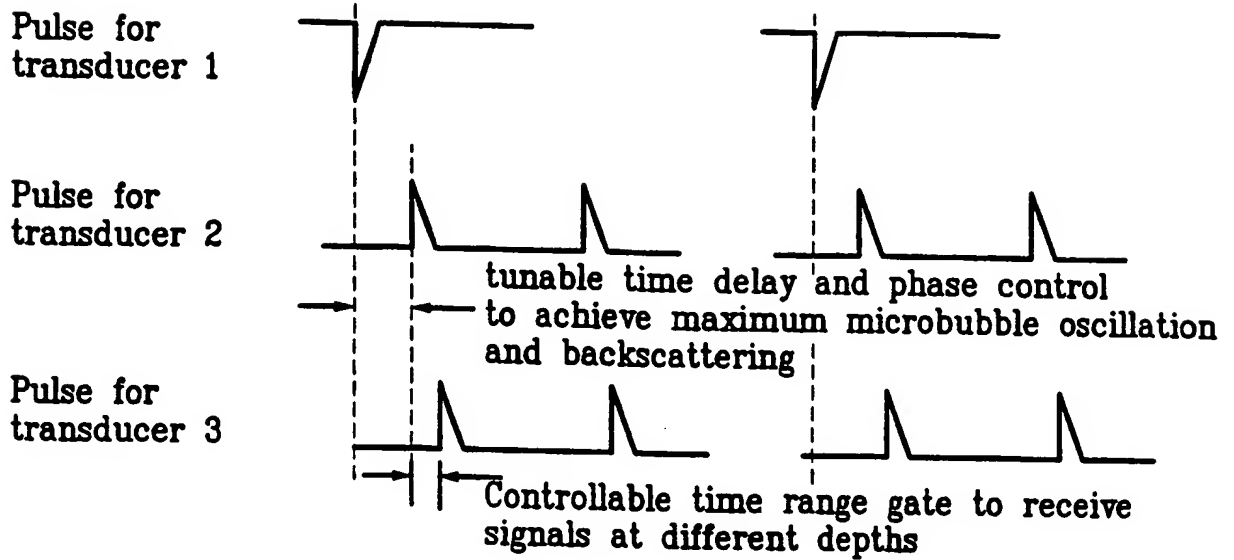 Pulse for
transducer 1
Pulse for
transducer 2
tunable time delay and phase control
to achieve maximum microbubble oscillation
and backscattering
Pulse for
transducer 3
Controllable time range gate to receive
signals at different depths